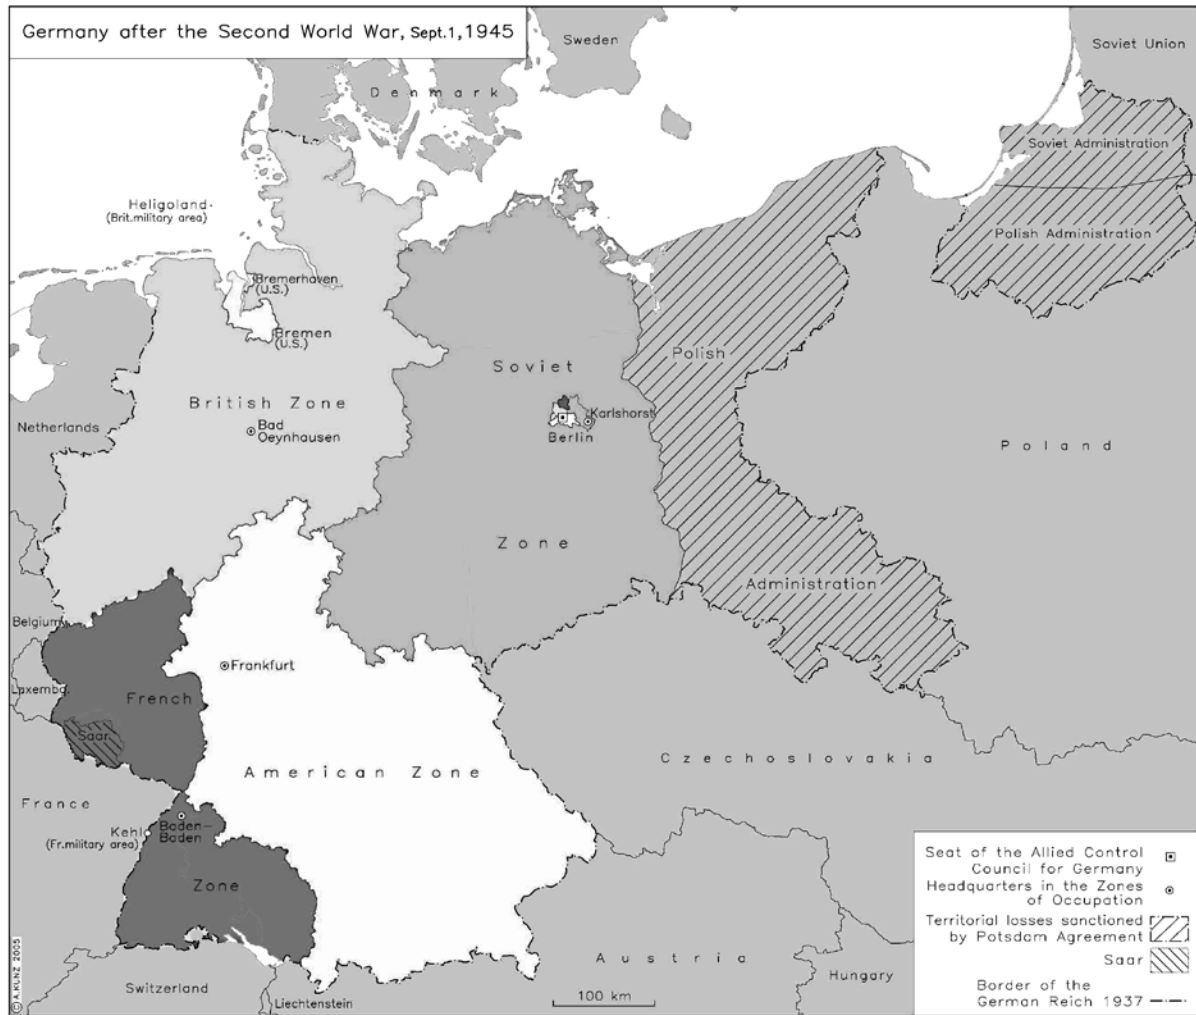 Germany after the Second World War, Sept.1, 1945
Sweden
Soviet Union
Denmark
Soviet Administration
Heligoland
(Brit.military area)
Polish Administration
Bremerhaven
(U.S.)
Bremen
(U.S.)
Polish
Soviet
British Zone
Karlshorst
Netherlands
Bad
Oeynhausen
Berlin
Poland
Zone
Administration
Belgium
Frankfurt
Luxembg.
French
Saar
Czechoslovakia
American Zone
France
Baden-
Baden
Kehl
(Fr.military area)
Zone
Seat of the Allied Control
Council for Germany
Headquarters in the Zones
of Occupation
Territorial losses sanctioned
by Potsdam Agreement
Saar
Border of the
German Reich 1937
Austria
Hungary
Switzerland
Liechtenstein
100 km
© A.KUNZ 2005